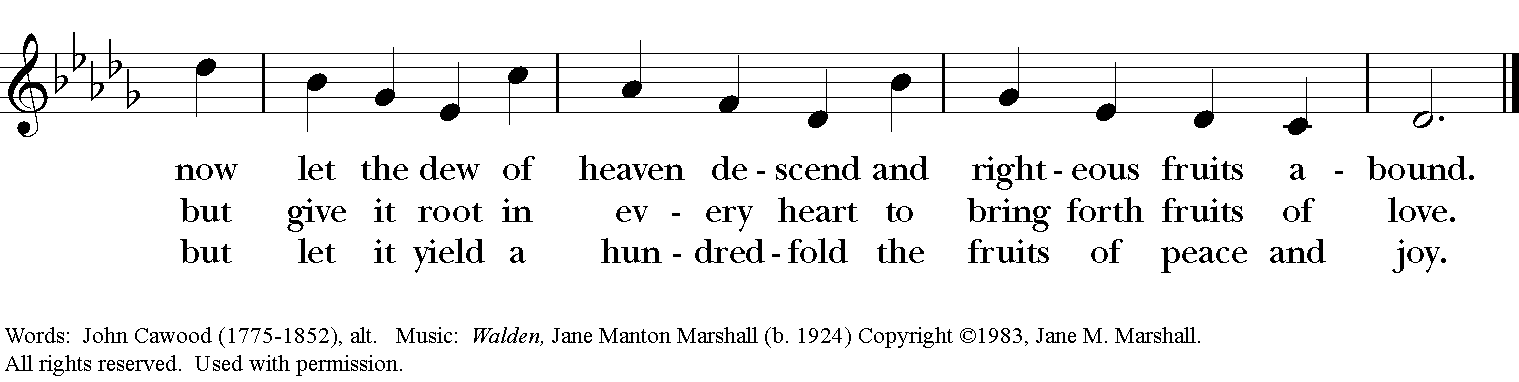 now let the dew of heaven de - scend and right - eous fruits a - bound.
but give it root in ev - ery heart to bring forth fruits of love.
but let it yield a hun - dred - fold the fruits of peace and joy.
Words: John Cawood (1775-1852), alt. Music: Walden, Jane Manton Marshall (b. 1924) Copyright ©1983, Jane M. Marshall.
All rights reserved. Used with permission.